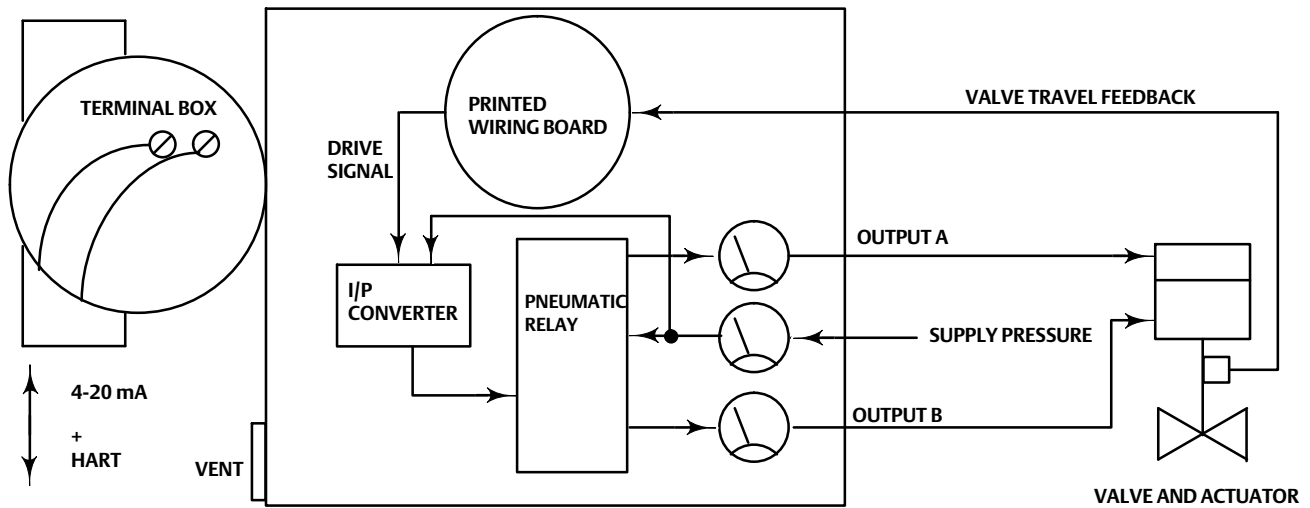 TERMINAL BOX
PRINTED
WIRING BOARD
VALVE TRAVEL FEEDBACK
DRIVE
SIGNAL
OUTPUT A
I/P
CONVERTER
PNEUMATIC
RELAY
SUPPLY PRESSURE
4-20 mA
+
HART
OUTPUT B
VENT
VALVE AND ACTUATOR